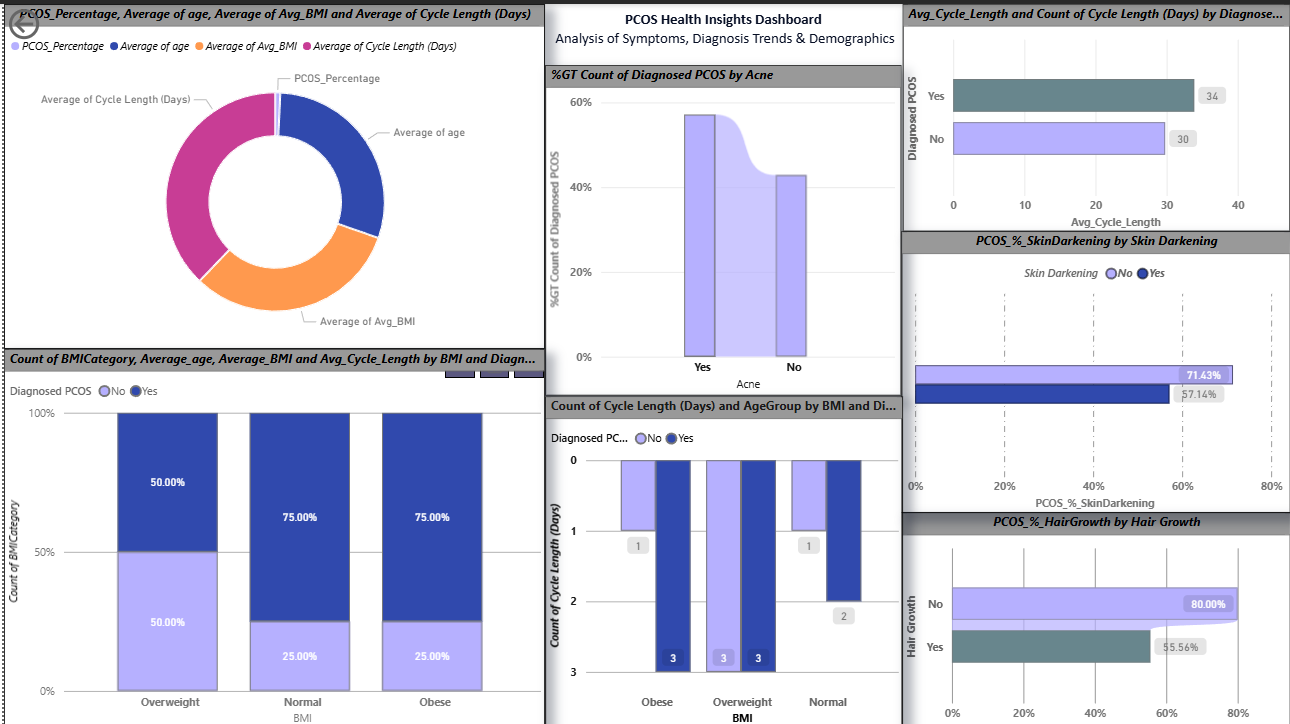 PCOS_Percentage, Average of age, Average of Avg_BMI and Average of Cycle Length (Days)
PCOS_Percentage Average of age Average of Avg_BMI Average of Cycle Length (Days)
PCOS_Percentage
Average of Cycle Length (Days)
Average of age
Average of Avg_BMI
Count of BMICategory, Average_age, Average_BMI and Avg_Cycle_Length by BMI and Diagn...
Diagnosed PCOS No Yes
Count of BMICategory
100%
50%
0%
50.00%
75.00%
75.00%
50.00%
25.00%
25.00%
Overweight Normal Obese
BMI
PCOS Health Insights Dashboard
Analysis of Symptoms, Diagnosis Trends & Demographics
%GT Count of Diagnosed PCOS by Acne
%GT Count of Diagnosed PCOS
60%
40%
20%
0%
Yes No
Acne
Count of Cycle Length (Days) and AgeGroup by BMI and Di...
Diagnosed PC... No Yes
Count of Cycle Length (Days)
0
1
2
3
1
1
2
3
3
3
Obese Overweight Normal
BMI
Avg_Cycle_Length and Count of Cycle Length (Days) by Diagnose...
Diagnosed PCOS
Yes
34
No
30
0 10 20 30 40
Avg_Cycle_Length
PCOS_%_SkinDarkening by Skin Darkening
Skin Darkening No Yes
71.43%
57.14%
0% 20% 40% 60% 80%
PCOS_%_SkinDarkening
PCOS_%_HairGrowth by Hair Growth
Hair Growth
No
80.00%
Yes
55.56%
0% 20% 40% 60% 80%